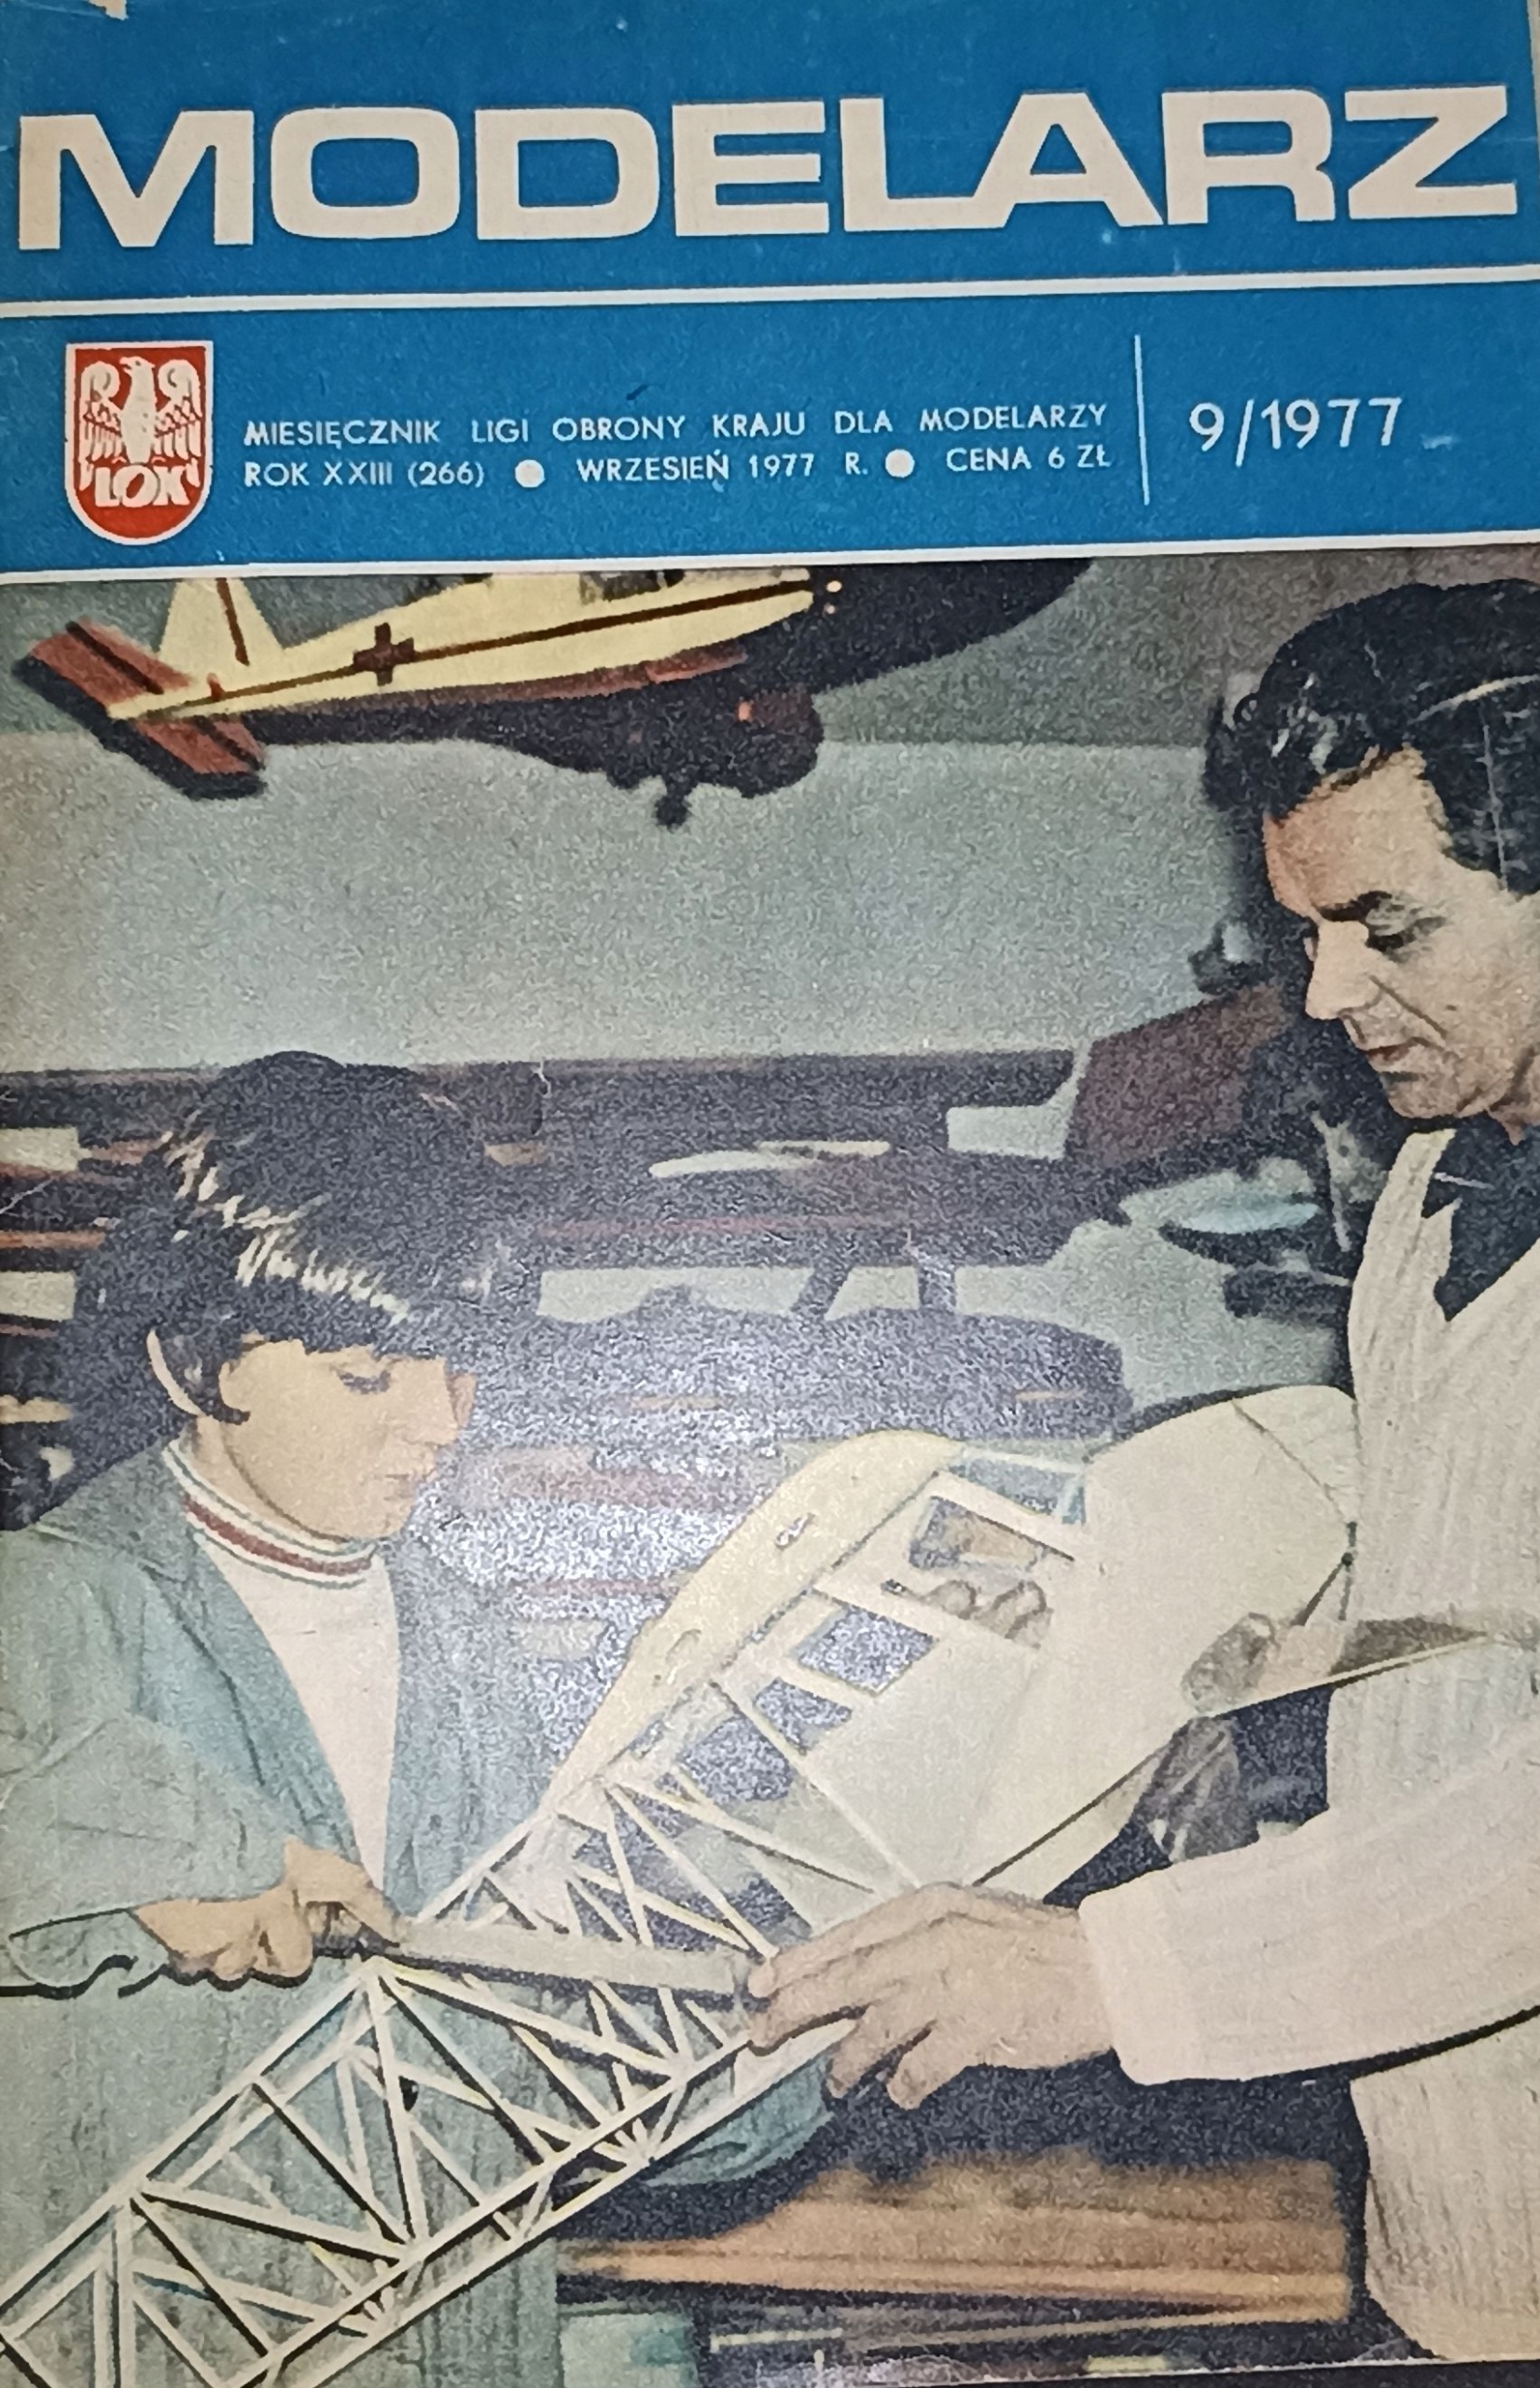 MODELARZ
LOK
MIESIĘCZNIK LIGI OBRONY KRAJU DLA MODELARZY
ROK XXIII (266) ● WRZESIEŃ 1977 R. ● CENA 6 ZŁ
9/1977